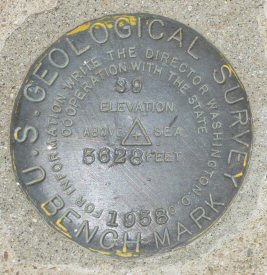 U.S. GEOLOGICAL SURVEY
BENCH MARK
FOR INFORMATION WRITE THE DIRECTOR WASHINGTON, D.C.
COOPERATION WITH THE STATE
39
ELEVATION
ABOVE SEA
5628 FEET
1958